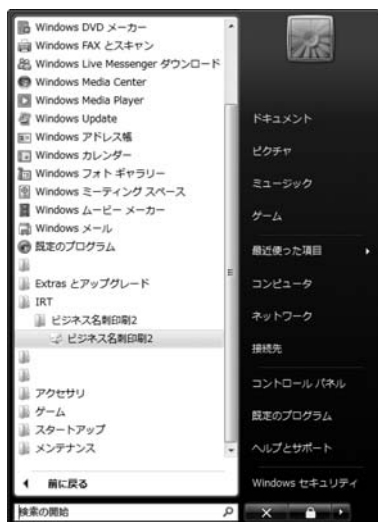 Windows DVD メーカー
Windows FAX とスキャン
Windows Live Messenger ダウンロード
Windows Media Center
Windows Media Player
Windows Update
Windows アドレス帳
Windows カレンダー
Windows フォト ギャラリー
Windows ミーティング スペース
Windows ムービー メーカー
Windows メール
既定のプログラム
Extras とアップグレード
IRT
ビジネス名刺印刷2
ビジネス名刺印刷2
アクセサリ
ゲーム
スタートアップ
メンテナンス
前に戻る
検索の開始
ドキュメント
ピクチャ
ミュージック
ゲーム
最近使った項目
コンピュータ
ネットワーク
接続先
コントロール パネル
既定のプログラム
ヘルプとサポート
Windows セキュリティ